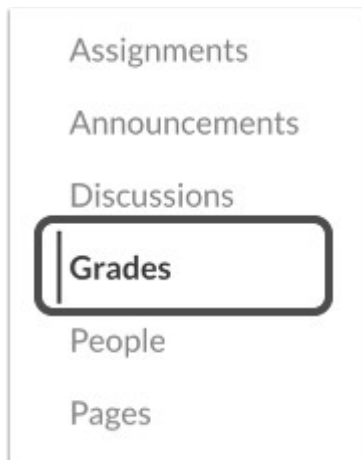 Assignments
Announcements
Discussions
Grades
People
Pages